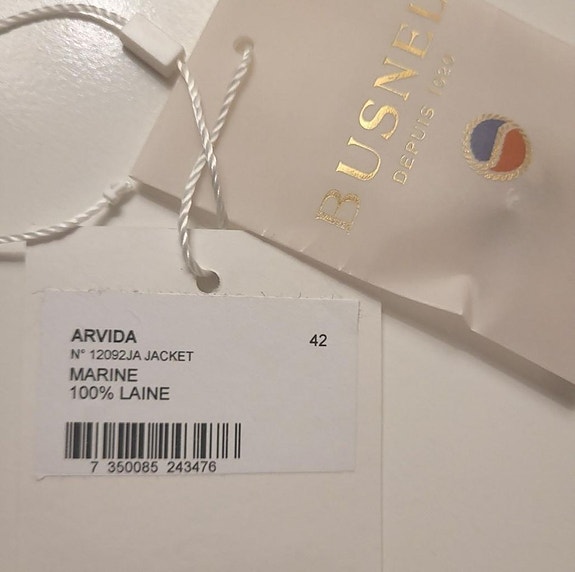 BUSNEL
DEPUIS 1920
ARVIDA
42
N° 12092JA JACKET
MARINE
100% LAINE
7 350085 243476